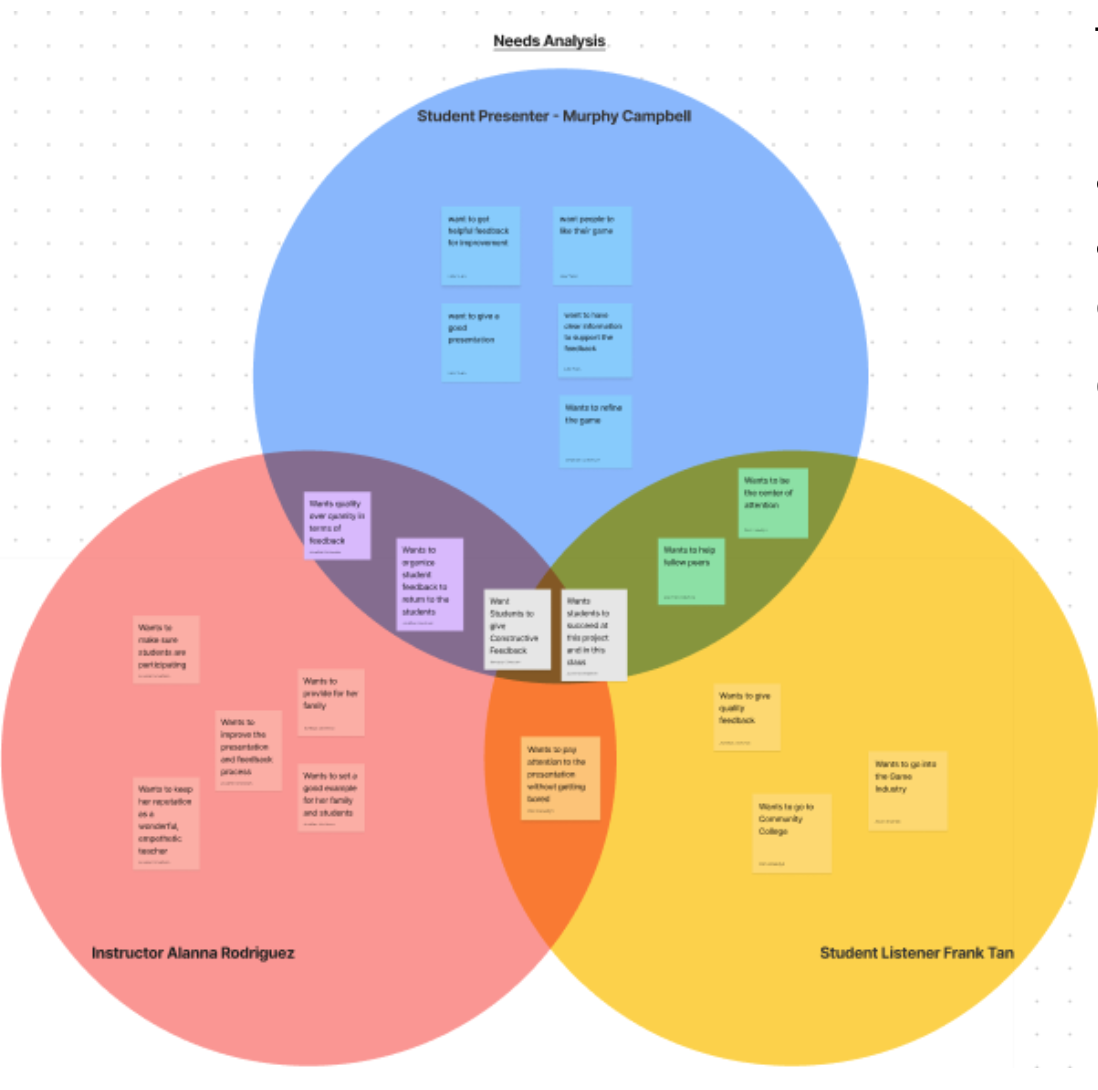 Needs Analysis
Student Presenter - Murphy Campbell
want to get
helpful feedback
for improvement
want people to
like their game
want to give a
good
presentation
want to have
clear information
to support the
feedback
Wants to refine
the game
Wants quality
over quanity in
terms of
feedback
Wants to
organize
student
feedback to
return to the
students
Want
Students to
give
Constructive
Feedback
Wants
students to
succeed at
this project
and in this
class
Wants to be
the center of
attention
Wants to help
fellow peers
Wants to
make sure
students are
participating
Wants to
provide for her
family
Wants to
improve the
presentation
and feedback
process
Wants to set a
good example
for her family
and students
Wants to keep
her reputation
as a
wonderful,
empathetic
teacher
Wants to pay
attention to the
presentation
without getting
bored
Wants to give
quality
feedback
Wants to go into
the Game
Industry
Wants to go to
Community
College
Instructor Alanna Rodriguez
Student Listener Frank Tan